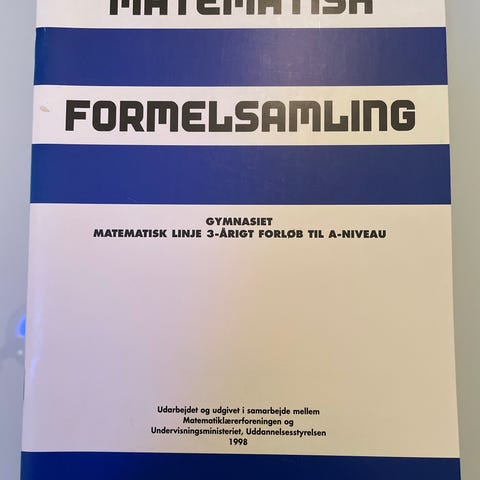 MATEMATISK
FORMELSAMLING
GYMNASIET
MATEMATISK LINJE 3-ÅRIGT FORLØB TIL A-NIVEAU
Udarbejdet og udgivet i samarbejde mellem
Matematiklærerforeningen og
Undervisningsministeriet, Uddannelsesstyrelsen
1998